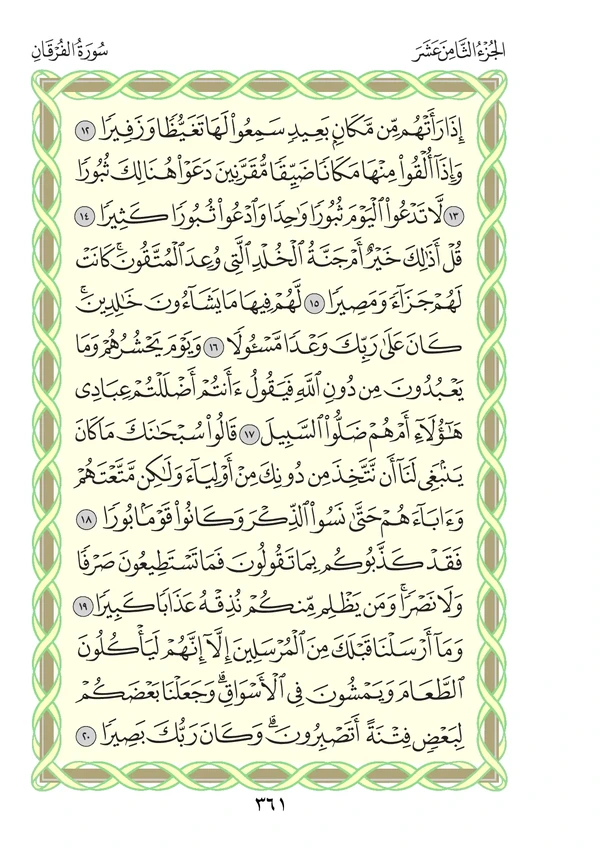 الجُزْءُ الثَّامِنَ عَشَرَ
سُورَةُ الفُرْقَانِ
إِذَا رَأَتْهُم مِّن مَّكَانٍۭ بَعِيدٖ سَمِعُواْ لَهَا تَغَيُّظٗا وَزَفِيرٗا ١٢
وَإِذَآ أُلۡقُواْ مِنۡهَا مَكَانٗا ضَيِّقٗا مُّقَرَّنِينَ دَعَوۡاْ هُنَالِكَ ثُبُورٗا
١٣ لَّا تَدۡعُواْ ٱلۡيَوۡمَ ثُبُورٗا وَٰحِدٗا وَٱدۡعُواْ ثُبُورٗا كَثِيرٗا ١٤
قُلۡ أَذَٰلِكَ خَيۡرٌ أَمۡ جَنَّةُ ٱلۡخُلۡدِ ٱلَّتِي وُعِدَ ٱلۡمُتَّقُونَۚ كَانَتۡ
لَهُمۡ جَزَآءٗ وَمَصِيرٗا ١٥ لَّهُمۡ فِيهَا مَا يَشَآءُونَ خَٰلِدِينَۚ
كَانَ عَلَىٰ رَبِّكَ وَعۡدٗا مَّسۡـُٔولٗا ١٦ وَيَوۡمَ يَحۡشُرُهُمۡ وَمَا
يَعۡبُدُونَ مِن دُونِ ٱللَّهِ فَيَقُولُ ءَأَنتُمۡ أَضۡلَلۡتُمۡ عِبَادِي
هَٰٓؤُلَآءِ أَمۡ هُمۡ ضَلُّواْ ٱلسَّبِيلَ ١٧ قَالُواْ سُبۡحَٰنَكَ مَا كَانَ
يَنۢبَغِي لَنَآ أَن نَّتَّخِذَ مِن دُونِكَ مِنۡ أَوۡلِيَآءَ وَلَٰكِن مَّتَّعۡتَهُمۡ
وَءَابَآءَهُمۡ حَتَّىٰ نَسُواْ ٱلذِّكۡرَ وَكَانُواْ قَوۡمَۢا بُورٗا ١٨
فَقَدۡ كَذَّبُوكُم بِمَا تَقُولُونَ فَمَا تَسۡتَطِيعُونَ صَرۡفٗا
وَلَا نَصۡرٗاۚ وَمَن يَظۡلِم مِّنكُمۡ نُذِقۡهُ عَذَابٗا كَبِيرٗا ١٩
وَمَآ أَرۡسَلۡنَا قَبۡلَكَ مِنَ ٱلۡمُرۡسَلِينَ إِلَّآ إِنَّهُمۡ لَيَأۡكُلُونَ
ٱلطَّعَامَ وَيَمۡشُونَ فِي ٱلۡأَسۡوَاقِۗ وَجَعَلۡنَا بَعۡضَكُمۡ
لِبَعۡضٖ فِتۡنَةً أَتَصۡبِرُونَۗ وَكَانَ رَبُّكَ بَصِيرٗا ٢٠
٣٦١